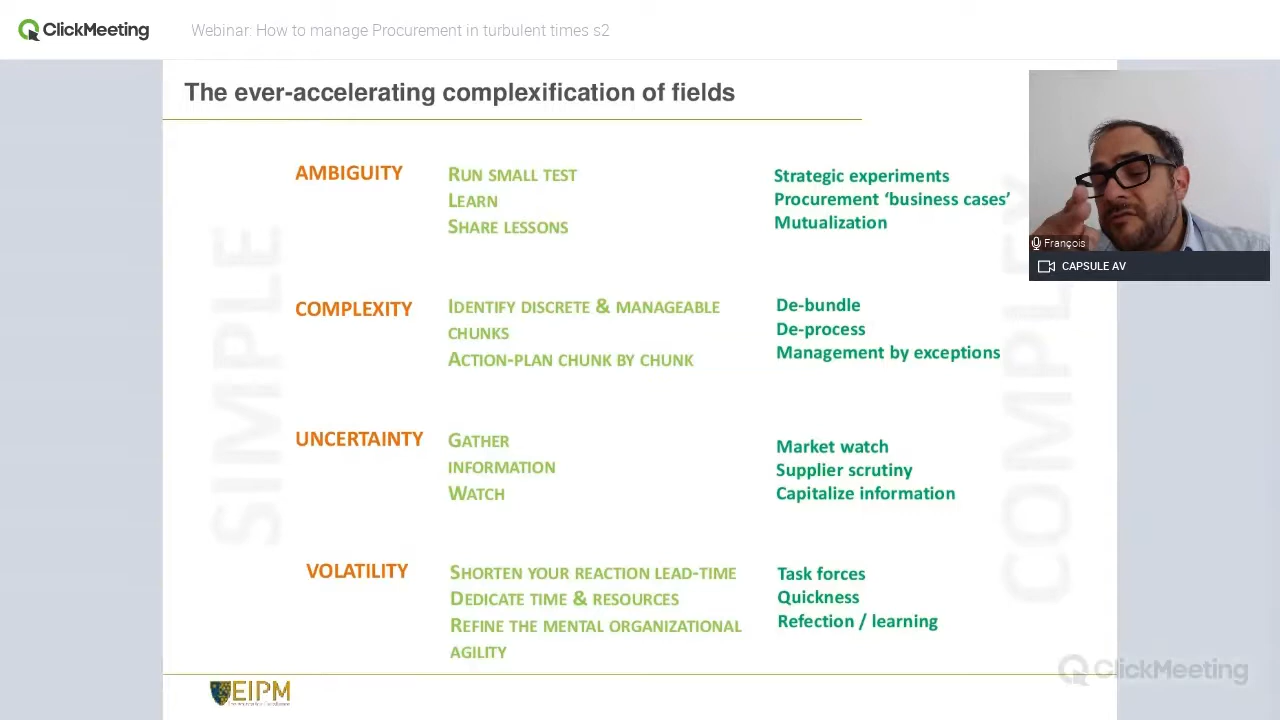 ClickMeeting
Webinar: How to manage Procurement in turbulent times s2
The ever-accelerating complexification of fields
AMBIGUITY
RUN SMALL TEST
LEARN
SHARE LESSONS
Strategic experiments
Procurement ‘business cases’
Mutualization
François
CAPSULE AV
SIMPLE
COMPLEX
COMPLEXITY
IDENTIFY DISCRETE & MANAGEABLE
CHUNKS
ACTION-PLAN CHUNK BY CHUNK
De-bundle
De-process
Management by exceptions
UNCERTAINTY
GATHER
INFORMATION
WATCH
Market watch
Supplier scrutiny
Capitalize information
VOLATILITY
SHORTEN YOUR REACTION LEAD-TIME
DEDICATE TIME & RESOURCES
REFINE THE MENTAL ORGANIZATIONAL
AGILITY
Task forces
Quickness
Refection / learning
EIPM
ClickMeeting